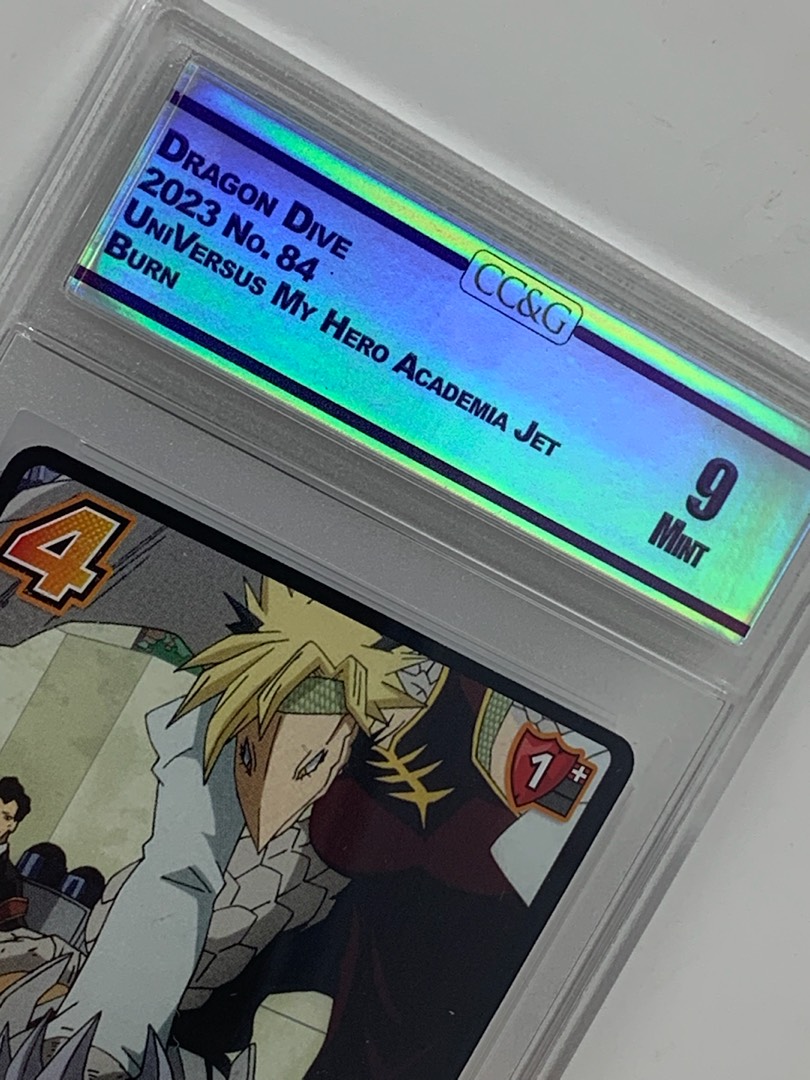 DRAGON DIVE
2023 NO. 84
UNIVERSUS MY HERO ACADEMIA JET
BURN
CC&G
9
MINT
4
1+